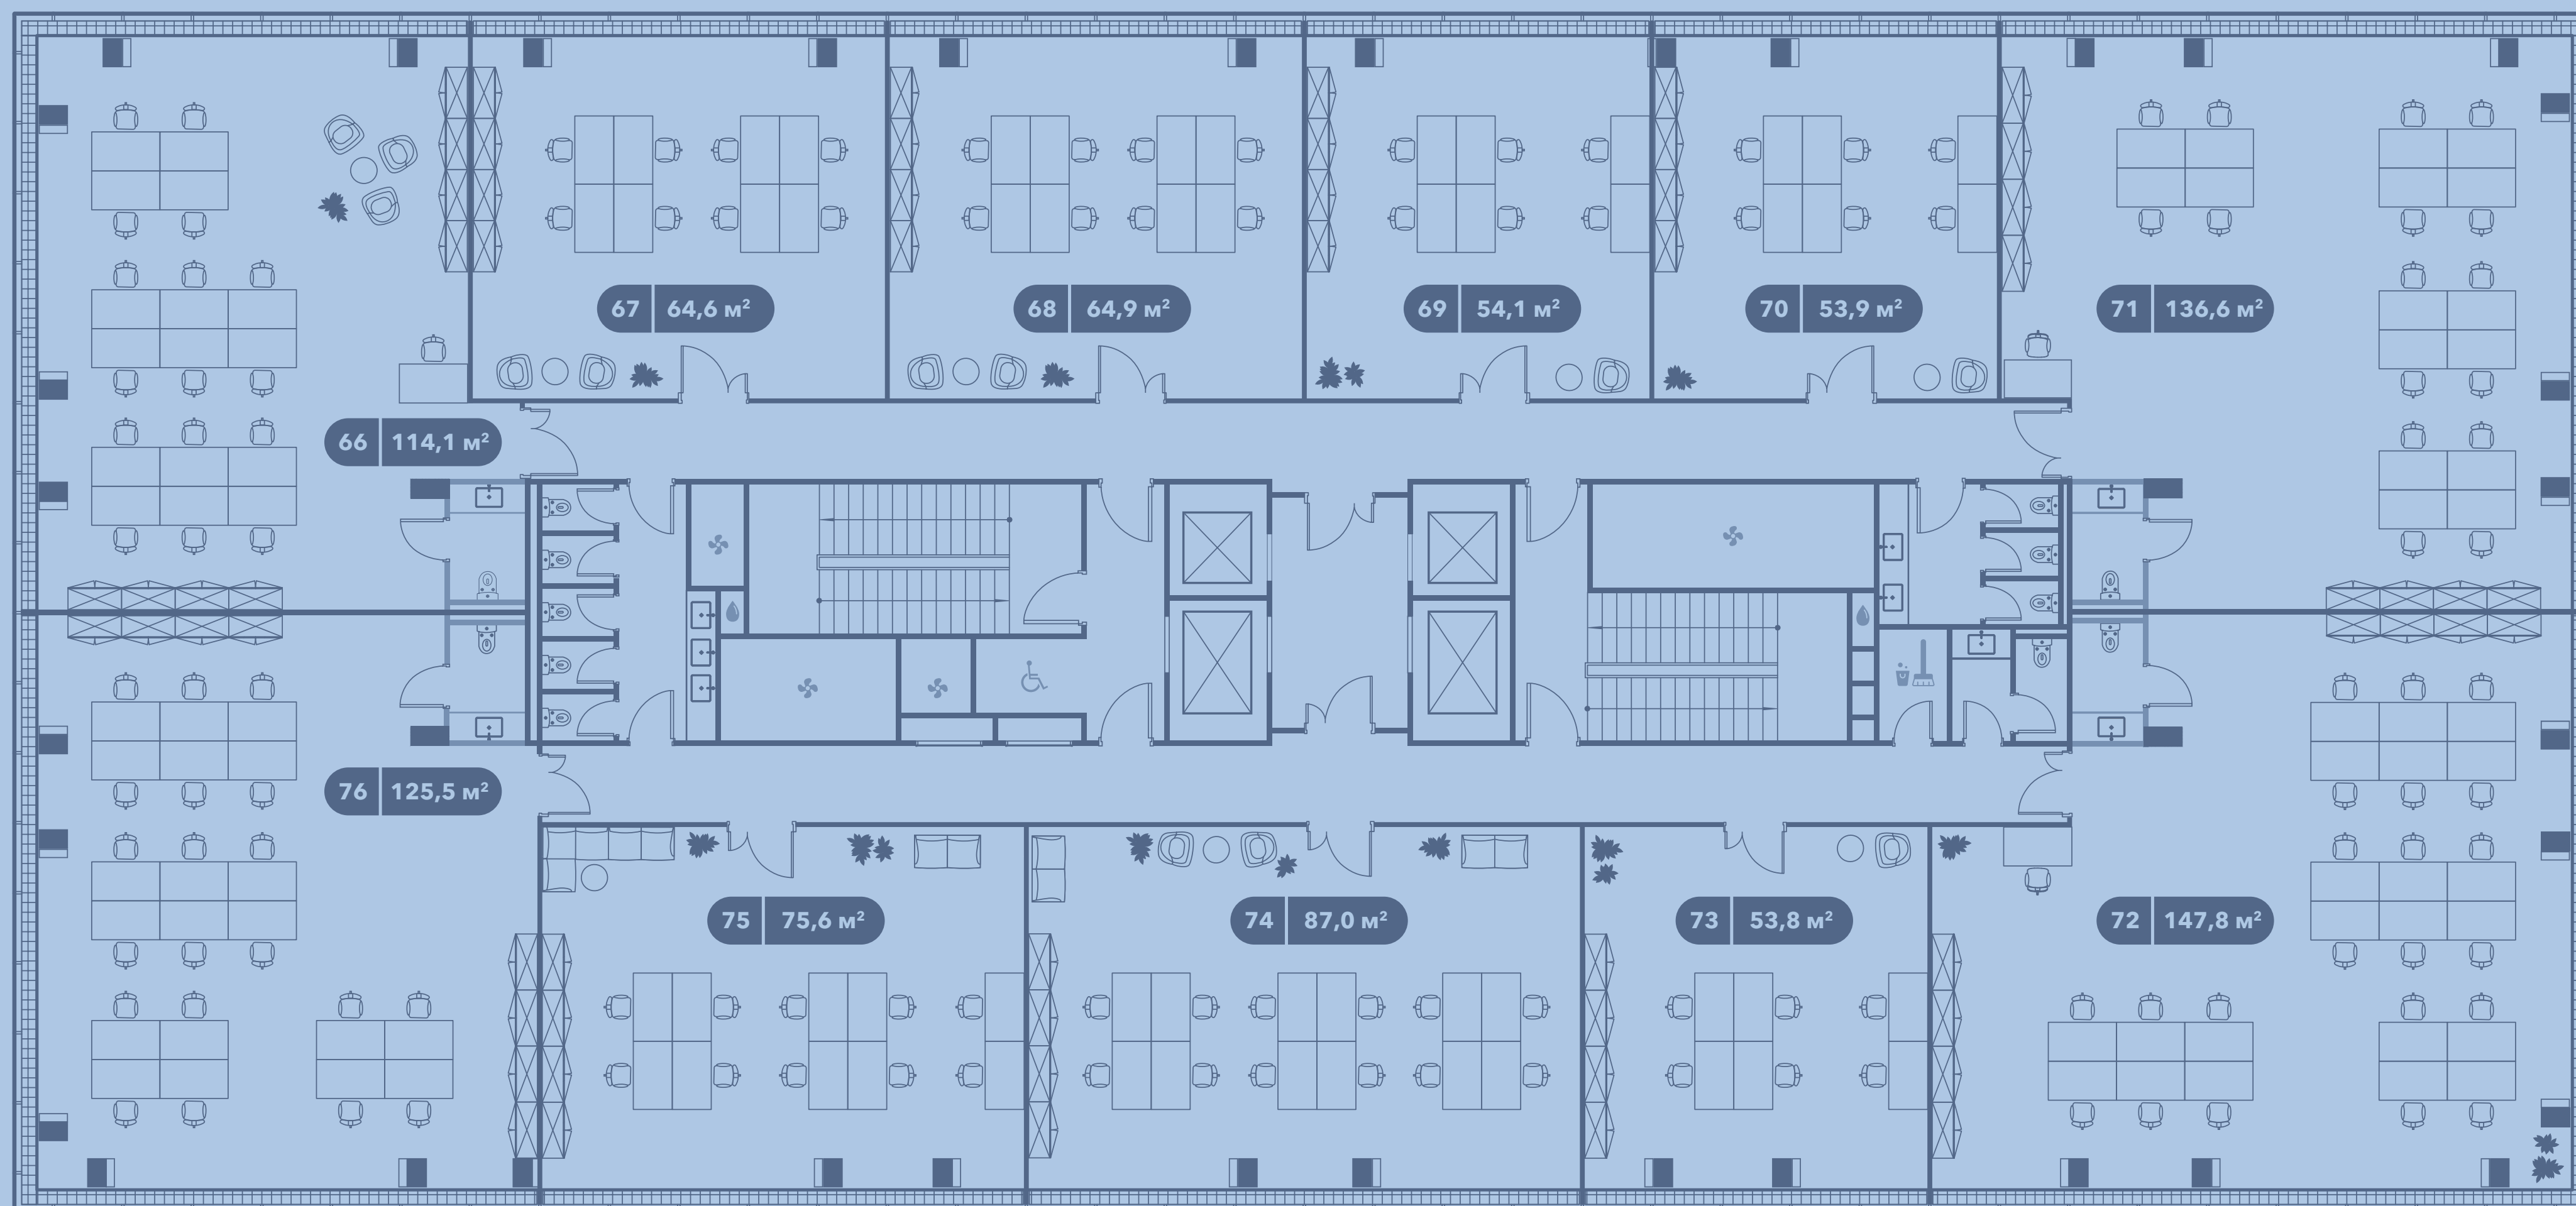 67 64,6 м²
68 64,9 м²
69 54,1 м²
70 53,9 м²
71 136,6 м²
66 114,1 м²
76 125,5 м²
75 75,6 м²
74 87,0 м²
73 53,8 м²
72 147,8 м²